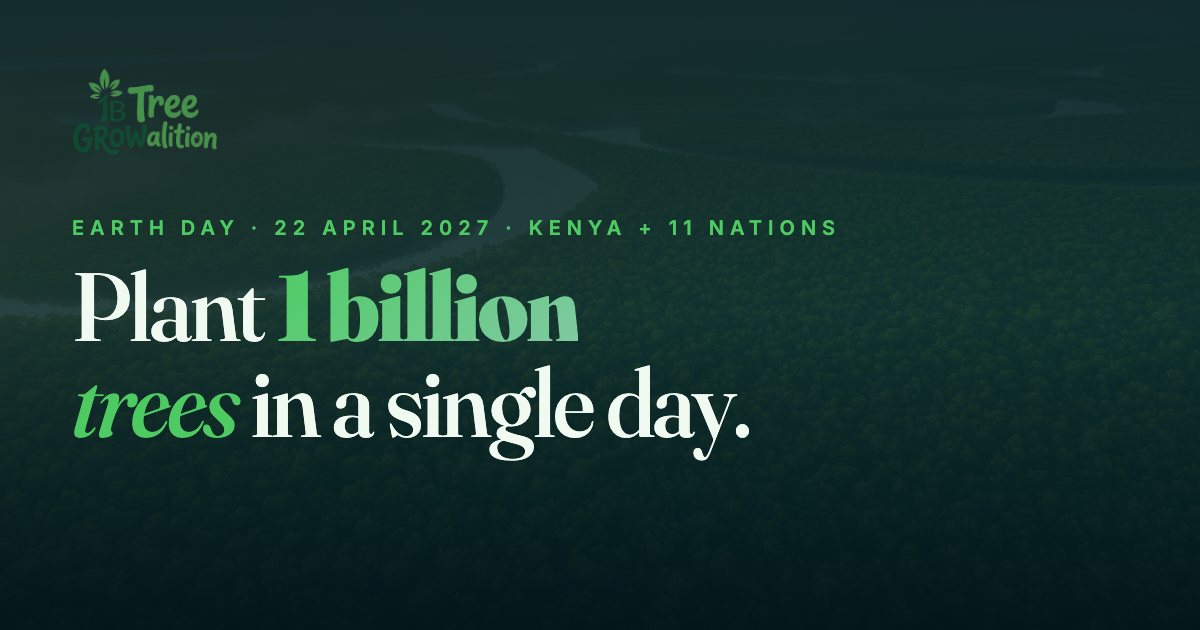 1B Tree
GROWalition
EARTH DAY · 22 APRIL 2027 · KENYA + 11 NATIONS
Plant 1 billion
trees in a single day.